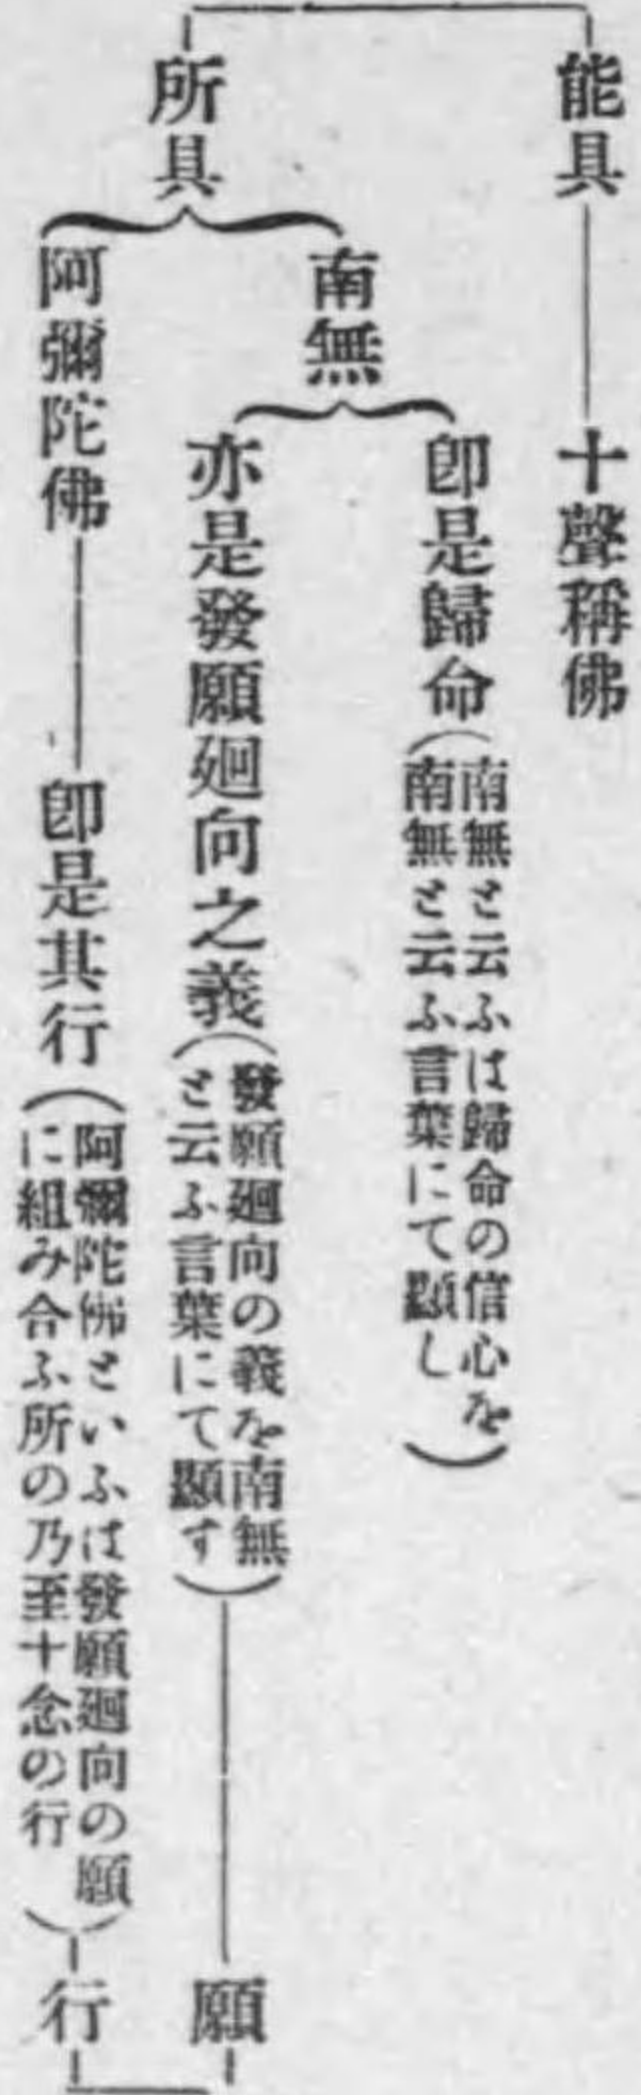 能具
十聲稱佛
所具
南無
卽是歸命
(南無と云ふは歸命の信心を
南無と云ふ言葉にて顯し)
亦是發願廻向之義
(發願廻向の義を南無
と云ふ言葉にて顯す)
願
阿彌陀佛
卽是其行
(阿彌陀佛といふは發願廻向の願
に組み合ふ所の乃至十念の行)
行